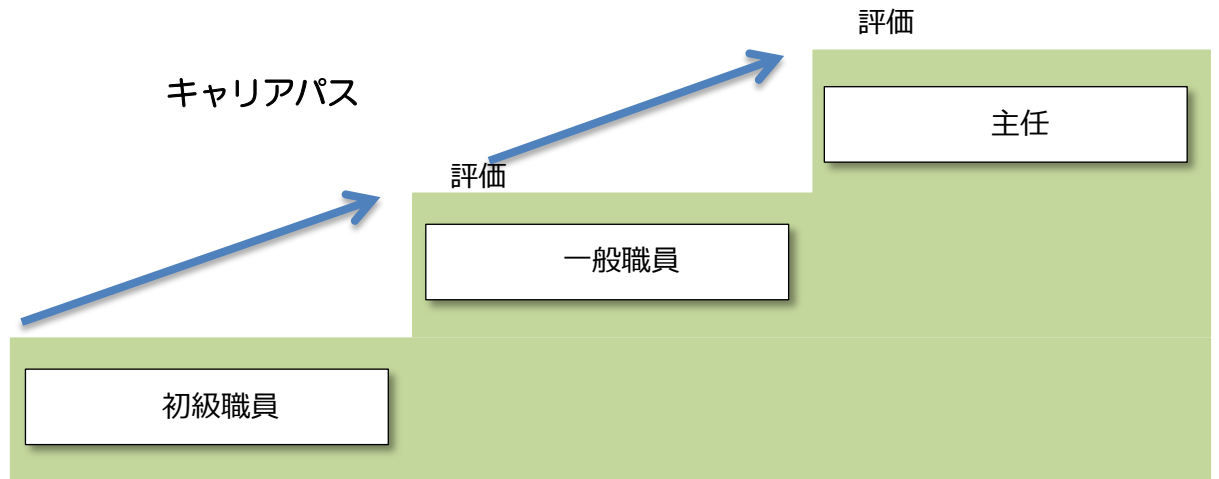 評価
キャリアパス
主任
評価
一般職員
初級職員